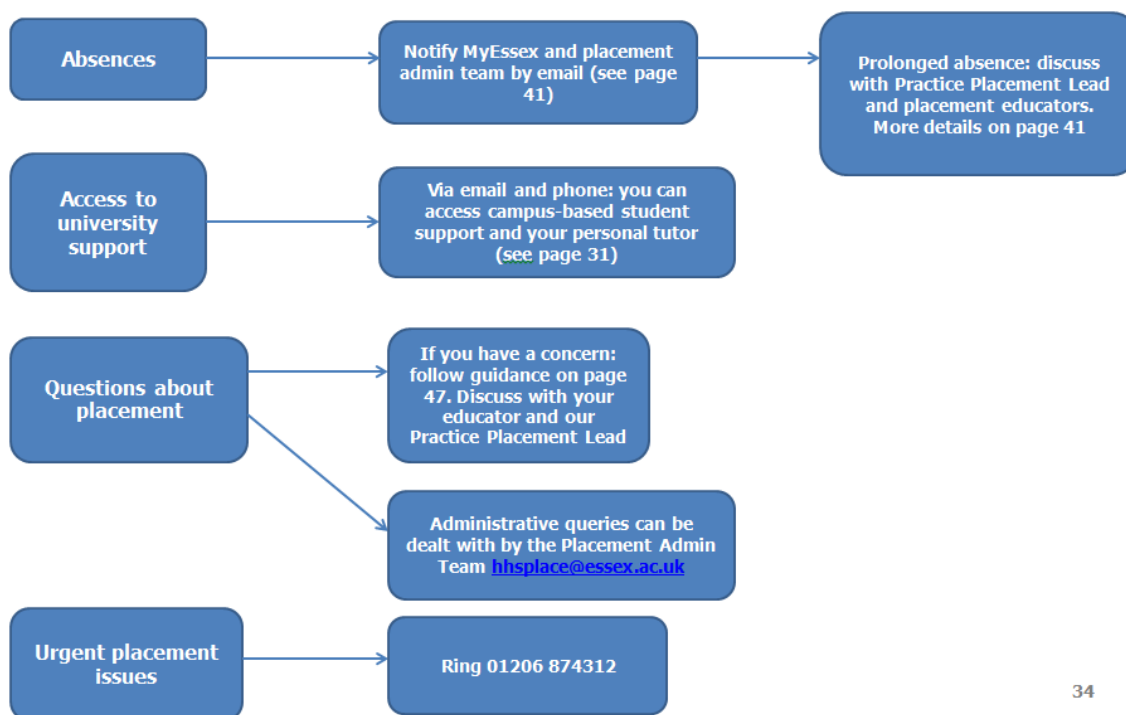 Absences
Notify MyEssex and placement
admin team by email (see page
41)
Prolonged absence: discuss
with Practice Placement Lead
and placement educators.
More details on page 41
Access to
university
support
Via email and phone: you can
access campus-based student
support and your personal tutor
(see page 31)
Questions about
placement
If you have a concern:
follow guidance on page
47. Discuss with your
educator and our
Practice Placement Lead
Administrative queries can be
dealt with by the Placement Admin
Team hhsplace@essex.ac.uk
Urgent placement
issues
Ring 01206 874312
34